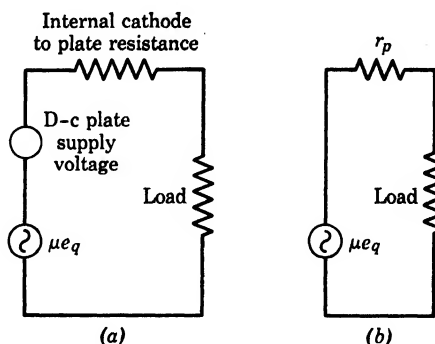 Internal cathode
to plate resistance
D-c plate
supply
voltage
Load
μe_q
(a)
r_p
Load
μe_q
(b)